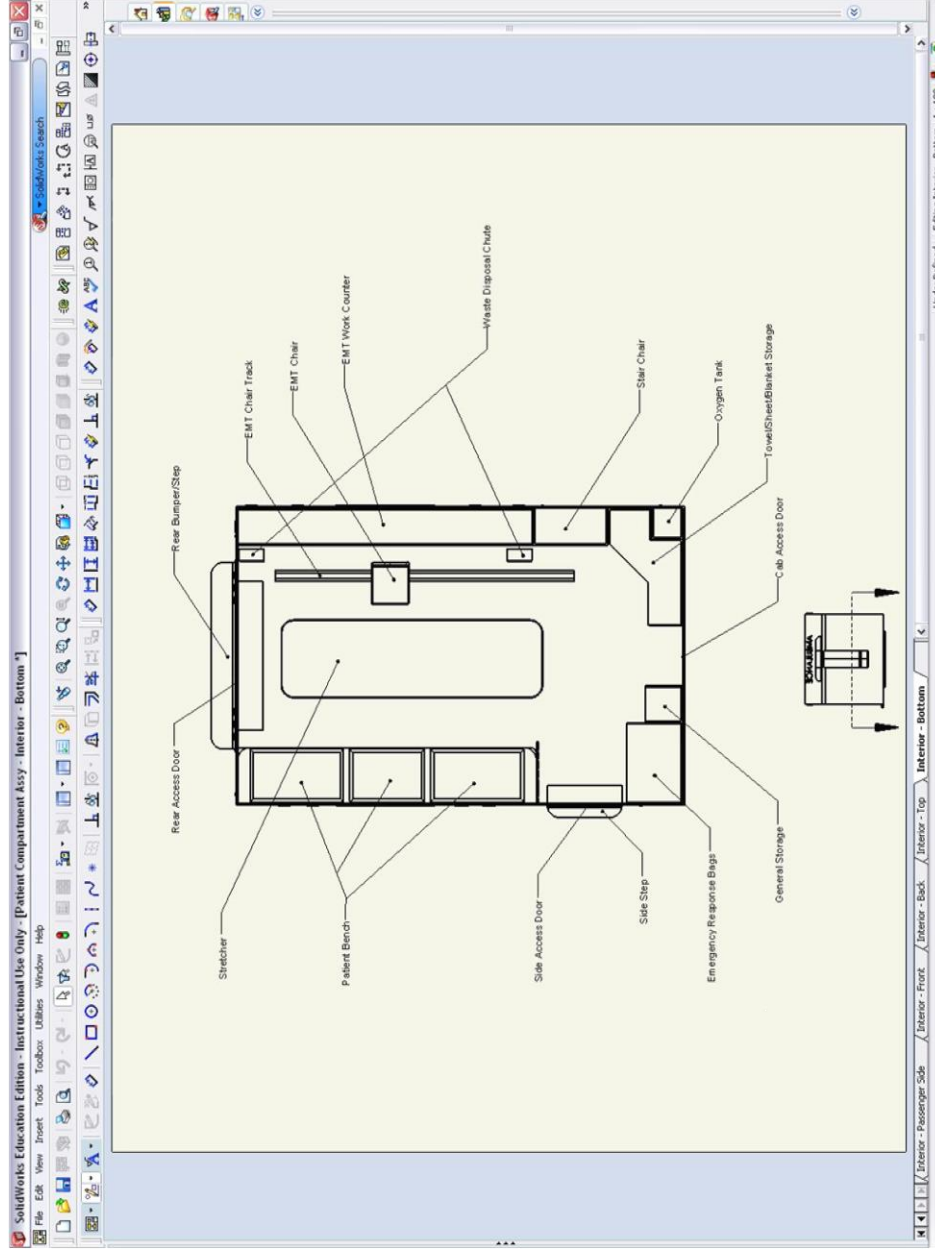 SolidWorks Education Edition - Instructional Use Only - [Patient Compartment Assy - Interior - Bottom *]
File Edit View Insert Tools Toolbox Utilities Window Help
SolidWorks Search
Rear Access Door
Rear Bumper/Step
EMT Chair Track
EMT Chair
EMT Work Counter
Waste Disposal Chute
Stretcher
Patient Bench
Side Access Door
Side Step
Stair Chair
Emergency Response Bags
Oxygen Tank
General Storage
Cab Access Door
Towel/Sheet/Blanket Storage
AMBULANCE
Interior - Passenger Side
Interior - Front
Interior - Back
Interior - Top
Interior - Bottom